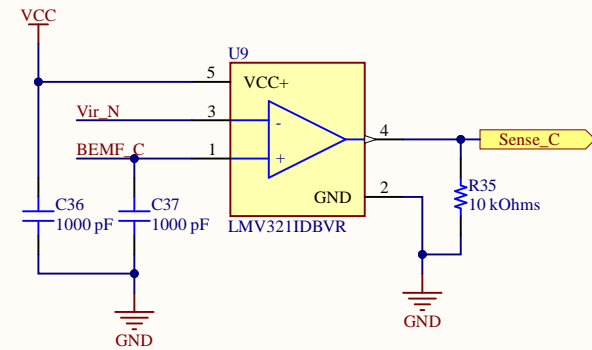 VCC
U9
5
VCC+
Vir_N
3
-
4
Sense_C
BEMF_C
1
+
2
GND
R35
10 kOhms
C36
1000 pF
C37
1000 pF
LMV321IDBVR
GND
GND